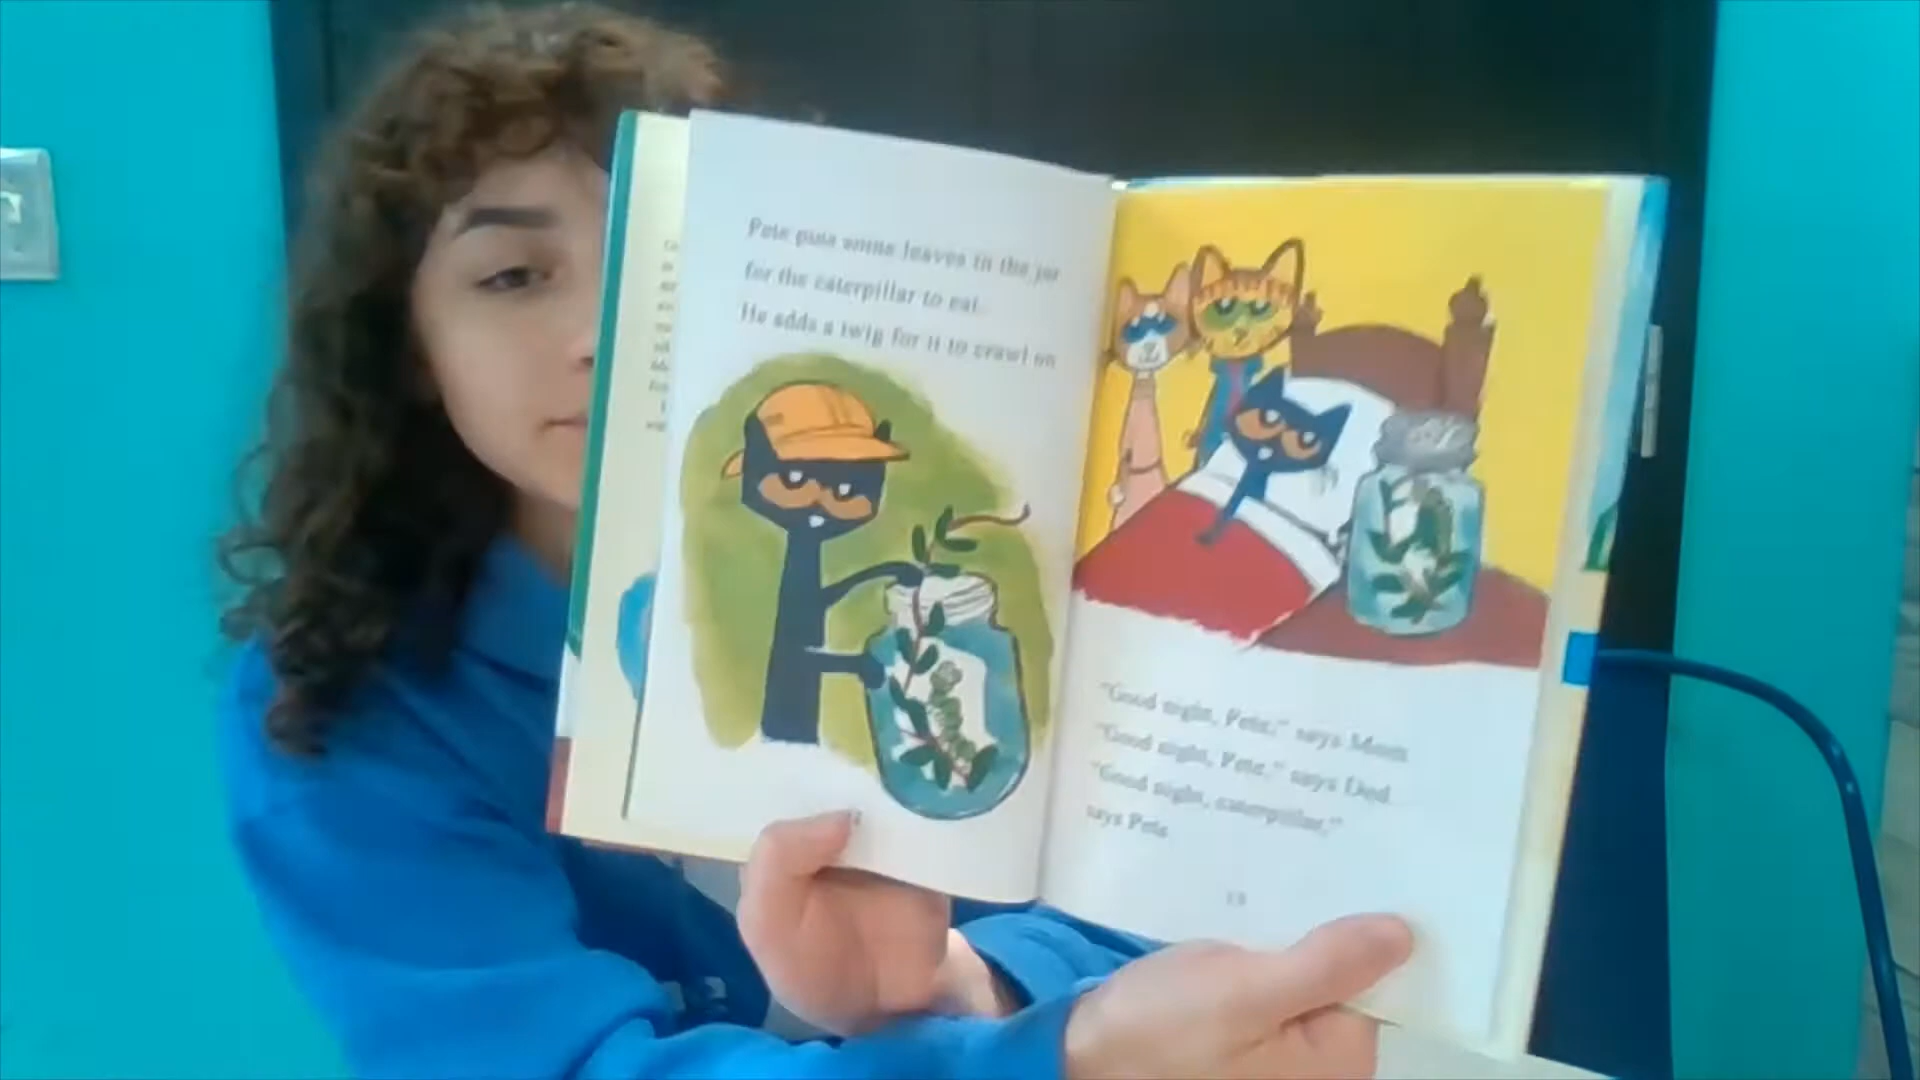 Pete puts some leaves in the jar
for the caterpillar to eat.
He adds a twig for it to crawl on
"Good night, Pete," says Mom
"Good night, Pete," says Dad
"Good night, caterpillar,"
says Pete
13